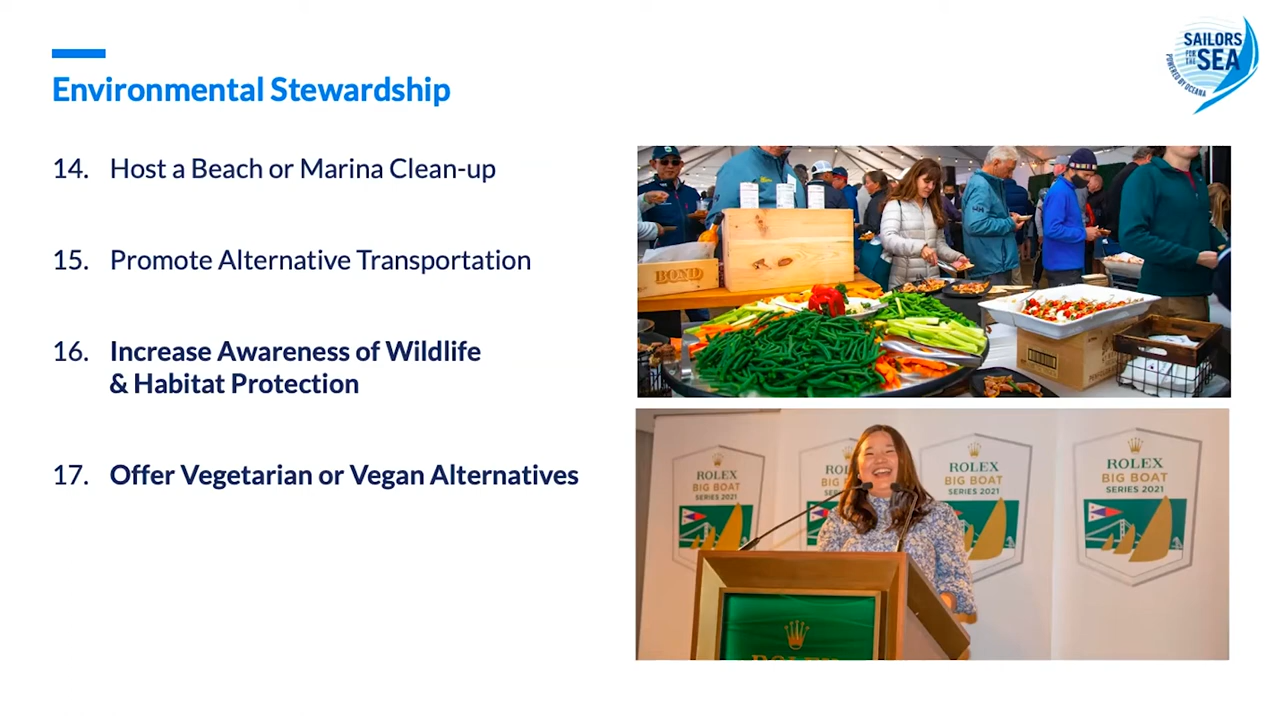 SAILORS
FOR THE
SEA
POWERED BY OCEANA
Environmental Stewardship
14. Host a Beach or Marina Clean-up
15. Promote Alternative Transportation
16. Increase Awareness of Wildlife
& Habitat Protection
17. Offer Vegetarian or Vegan Alternatives
BOND
ROLEX
BIG BOAT
SERIES 2021
ROLEX
BIG BOAT
SERIES 2021
ROLEX
BIG BOAT
SERIES 2021
ROLEX